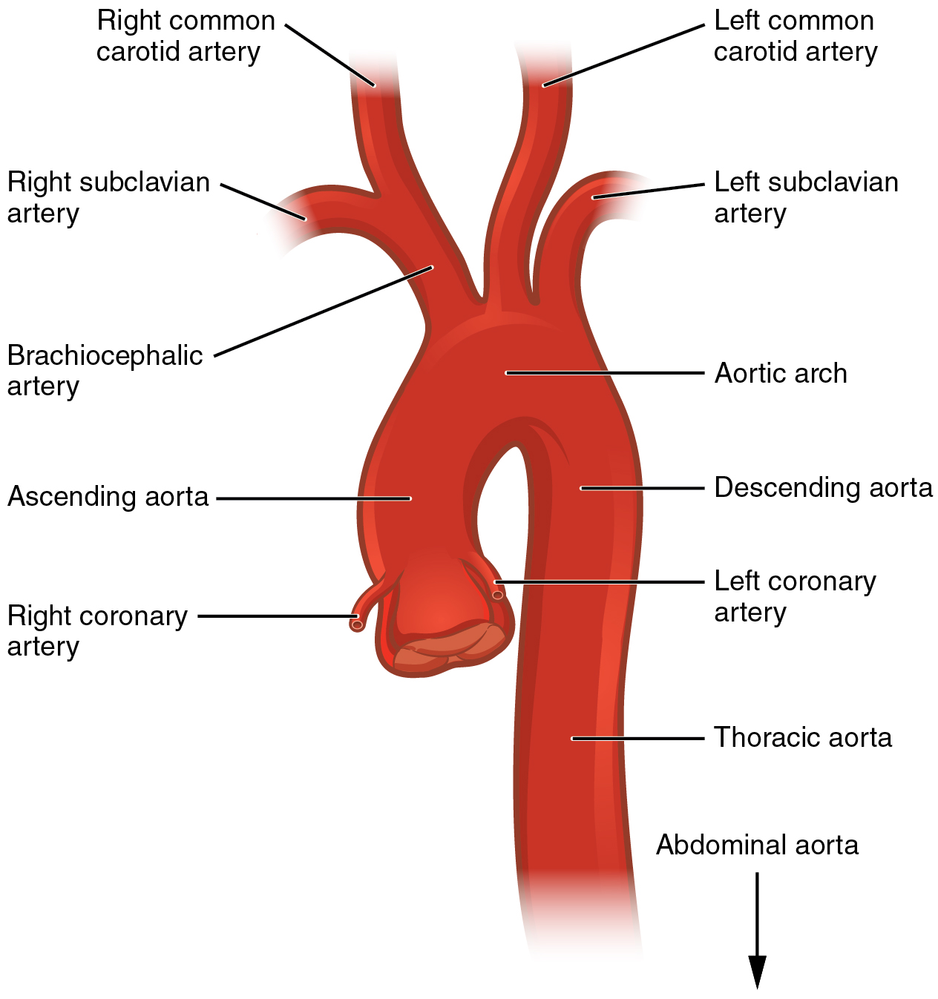 Right common
carotid artery
Left common
carotid artery
Right subclavian
artery
Left subclavian
artery
Brachiocephalic
artery
Aortic arch
Ascending aorta
Descending aorta
Left coronary
artery
Right coronary
artery
Thoracic aorta
Abdominal aorta